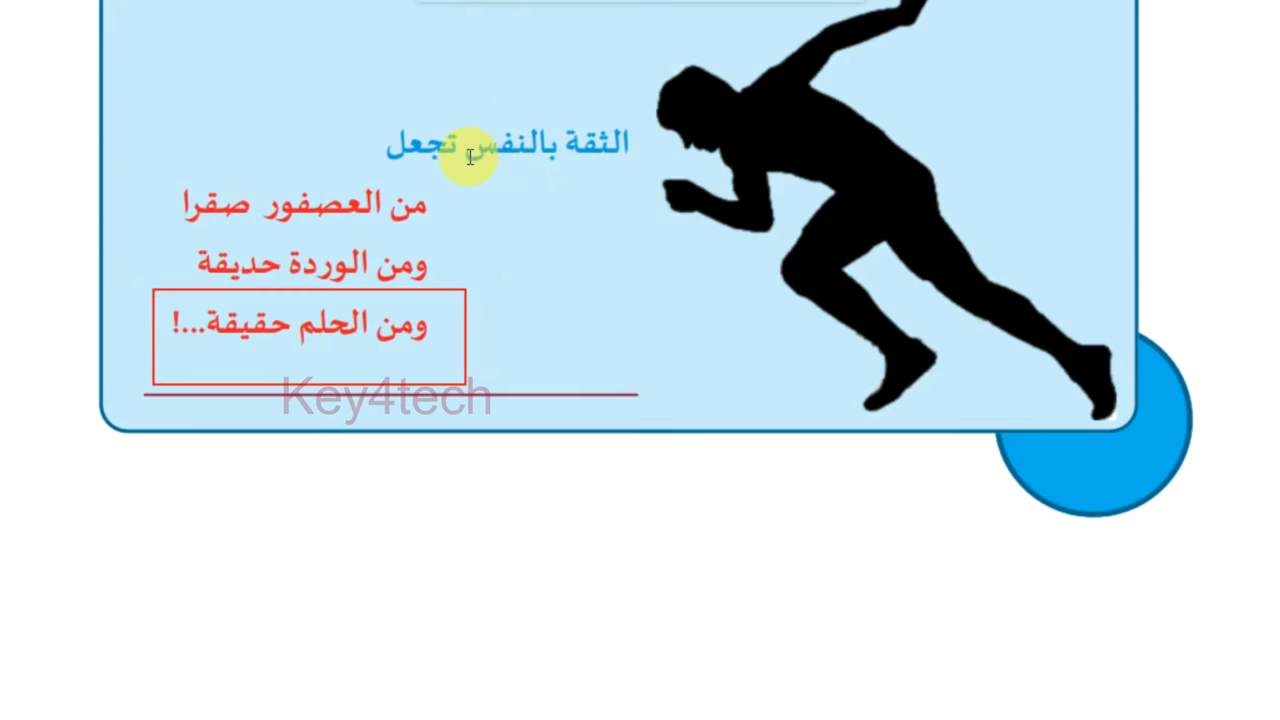 الثقة بالنفس تجعل
من العصفور صقرا
ومن الوردة حديقة
ومن الحلم حقيقة...!
Key4tech